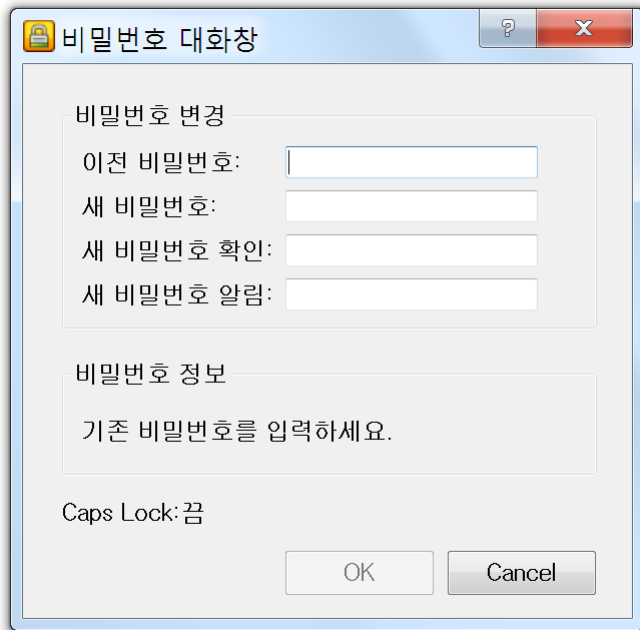 비밀번호 대화창
비밀번호 변경
이전 비밀번호:
새 비밀번호:
새 비밀번호 확인:
새 비밀번호 알림:
비밀번호 정보
기존 비밀번호를 입력하세요.
Caps Lock:끔
OK Cancel